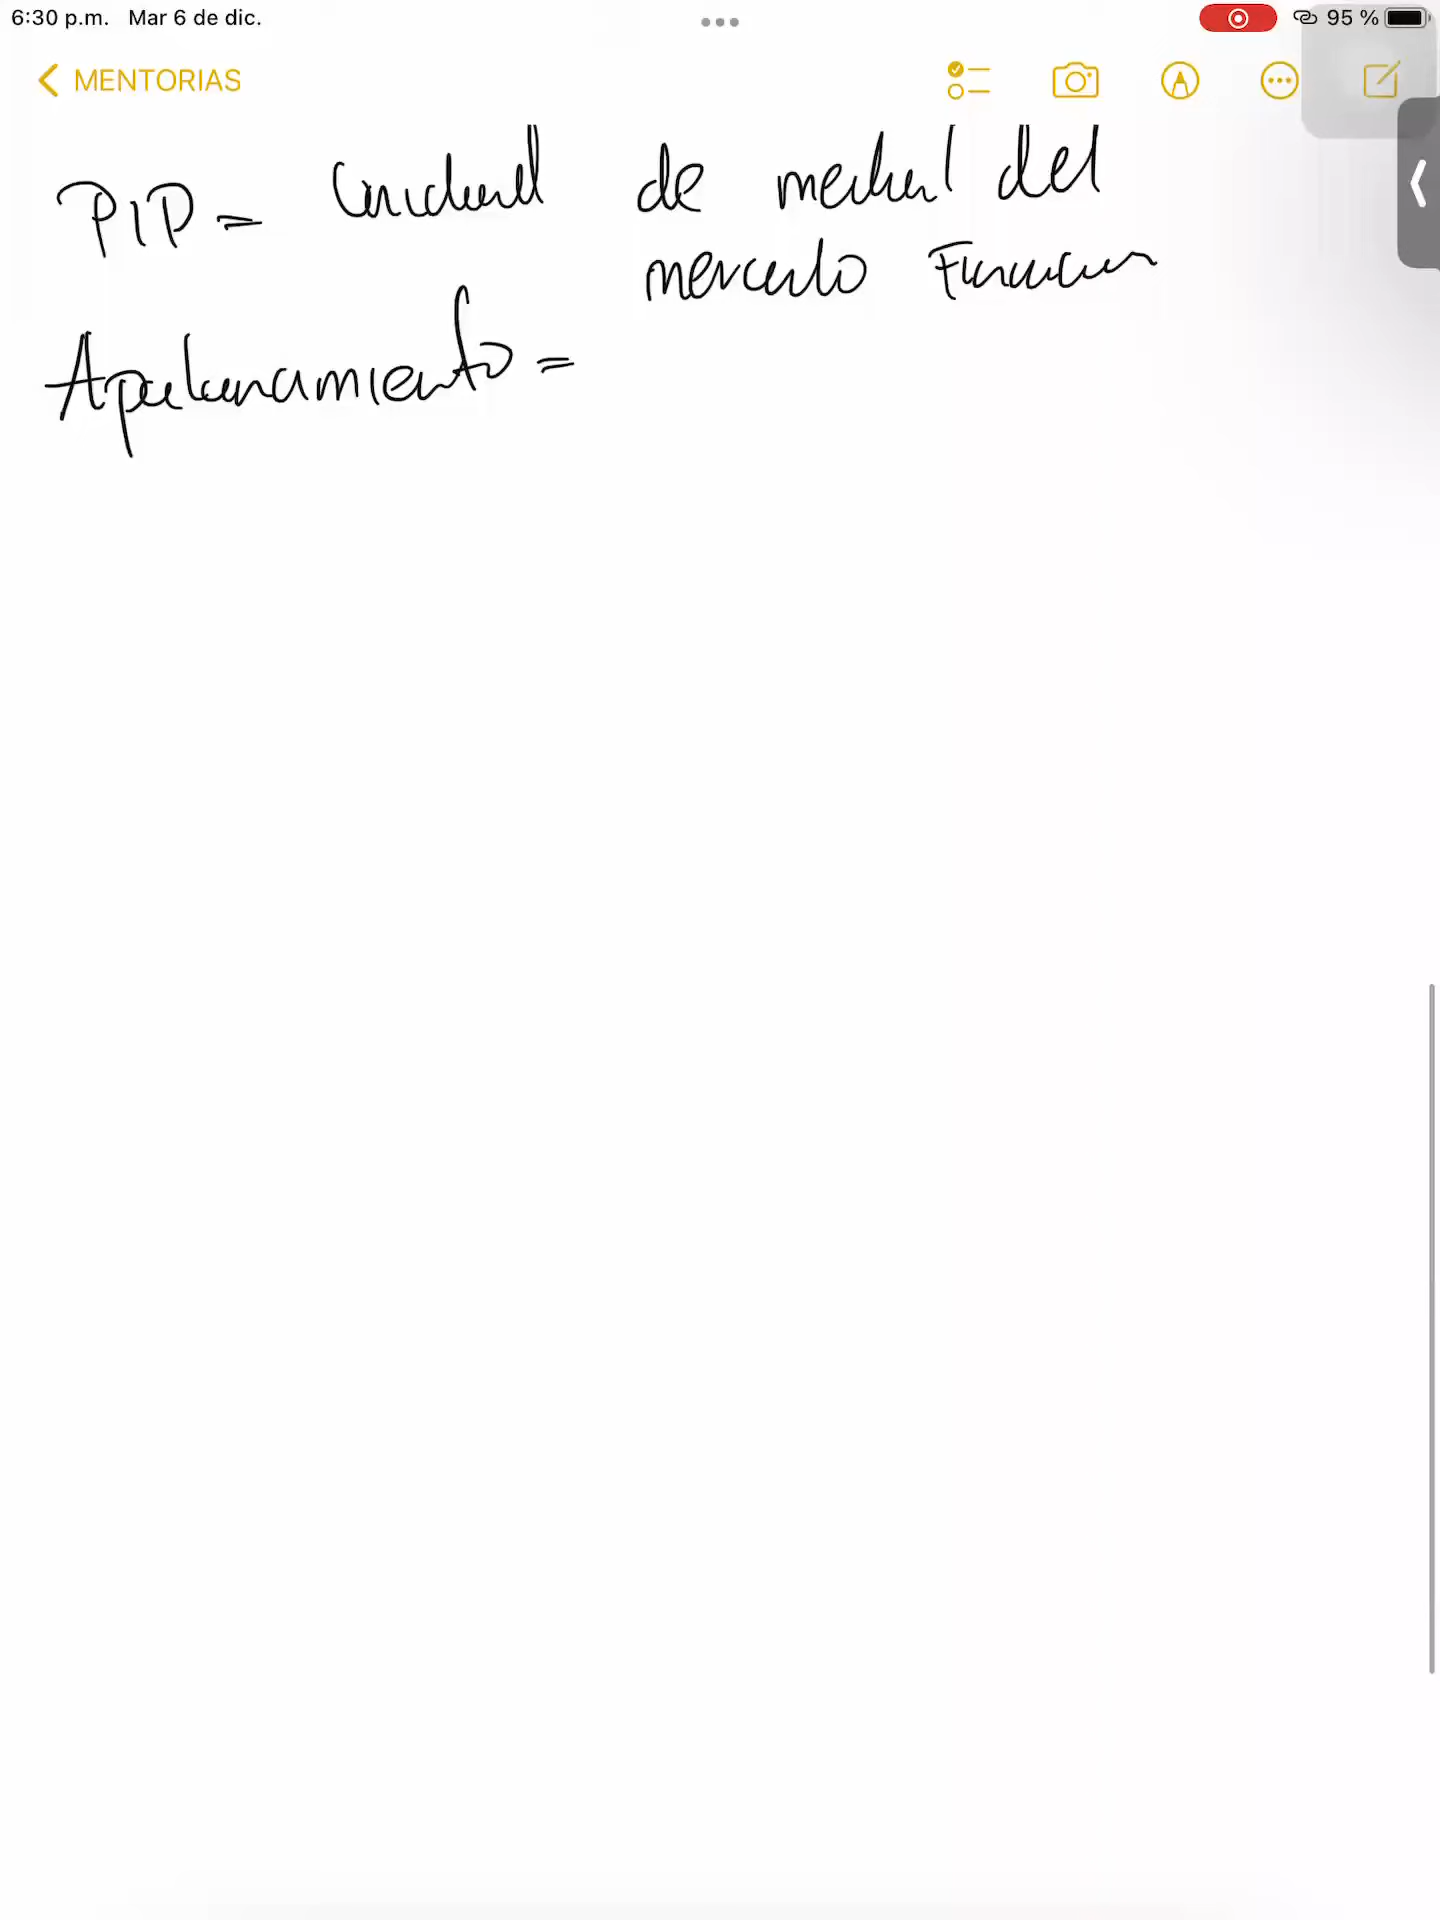 6:30 p.m. Mar 6 de dic.
95 %
MENTORIAS
PIP = Unidad de medida del
mercado Financiero
Apalancamiento =